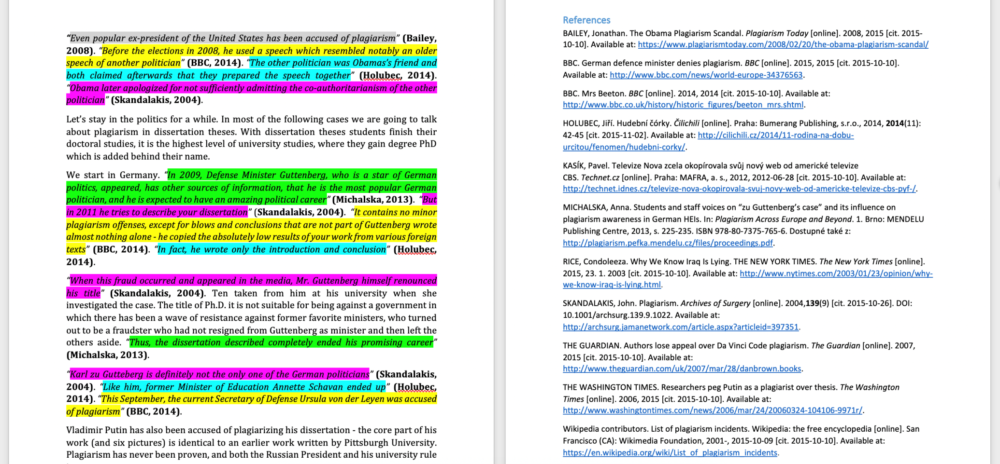 “Even popular ex-president of the United States has been accused of plagiarism” (Bailey,
2008). “Before the elections in 2008, he used a speech which resembled notably an older
speech of another politician” (BBC, 2014). “The other politician was Obamas’s friend and
both claimed afterwards that they prepared the speech together” (Holubec, 2014).
“Obama later apologized for not sufficiently admitting the co-authoritarianism of the other
politician” (Skandalakis, 2004).
Let’s stay in the politics for a while. In most of the following cases we are going to talk
about plagiarism in dissertation theses. With dissertation theses students finish their
doctoral studies, it is the highest level of university studies, where they gain degree PhD
which is added behind their name.
We start in Germany. “In 2009, Defense Minister Guttenberg, who is a star of German
politics, appeared, has other sources of information, that he is the most popular German
politician, and he is expected to have an amazing political career” (Michalska, 2013). “But
in 2011 he tries to describe your dissertation” (Skandalakis, 2004). “It contains no minor
plagiarism offenses, except for blows and conclusions that are not part of Guttenberg wrote
almost nothing alone - he copied the absolutely low results of your work from various foreign
texts” (BBC, 2014). “In fact, he wrote only the introduction and conclusion” (Holubec,
2014).
“When this fraud occurred and appeared in the media, Mr. Guttenberg himself renounced
his title” (Skandalakis, 2004). Ten taken from him at his university when she
investigated the case. The title of Ph.D. it is not suitable for being against a government in
which there has been a wave of resistance against former favorite ministers, who turned
out to be a fraudster who had not resigned from Guttenberg as minister and then left the
others aside. “Thus, the dissertation described completely ended his promising career”
(Michalska, 2013).
“Karl zu Gutteberg is definitely not the only one of the German politicians” (Skandalakis,
2004). “Like him, former Minister of Education Annette Schavan ended up” (Holubec,
2014). “This September, the current Secretary of Defense Ursula von der Leyen was accused
of plagiarism” (BBC, 2014).
Vladimir Putin has also been accused of plagiarizing his dissertation - the core part of his
work (and six pictures) is identical to an earlier work written by Pittsburgh University.
Plagiarism has never been proven, and both the Russian President and his university rule
References
BAILEY, Jonathan. The Obama Plagiarism Scandal. Plagiarism Today [online]. 2008, 2015 [cit. 2015-
10-10]. Available at: https://www.plagiarismtoday.com/2008/02/20/the-obama-plagiarism-scandal/
BBC. German defence minister denies plagiarism. BBC [online]. 2015, 2015 [cit. 2015-10-10].
Available at: http://www.bbc.com/news/world-europe-34376563.
BBC. Mrs Beeton. BBC [online]. 2014, 2014 [cit. 2015-10-10]. Available at:
http://www.bbc.co.uk/history/historic_figures/beeton_mrs.shtml.
HOLUBEC, Jiří. Hudební čórky. Čilichili [online]. Praha: Bumerang Publishing, s.r.o., 2014, 2014(11):
42-45 [cit. 2015-11-02]. Available at: http://cilichili.cz/2014/11-rodina-na-dobu-
urcitou/fenomen/hudebni-corky/.
KASÍK, Pavel. Televize Nova zcela okopírovala svůj nový web od americké televize
CBS. Technet.cz [online]. Praha: MAFRA, a. s., 2012, 2012-06-28 [cit. 2015-10-10]. Available at:
http://technet.idnes.cz/televize-nova-okopirovala-svuj-novy-web-od-americke-televize-cbs-pyf-/.
MICHALSKA, Anna. Students and staff voices on “zu Guttenberg’s case” and its influence on
plagiarism awareness in German HEIs. In: Plagiarism Across Europe and Beyond. 1. Brno: MENDELU
Publishing Centre, 2013, s. 225-235. ISBN 978-80-7375-765-6. Dostupné také z:
http://plagiarism.pefka.mendelu.cz/files/proceedings.pdf.
RICE, Condoleeza. Why We Know Iraq Is Lying. THE NEW YORK TIMES. The New York Times [online].
2015, 23. 1. 2003 [cit. 2015-10-10]. Available at: http://www.nytimes.com/2003/01/23/opinion/why-
we-know-iraq-is-lying.html.
SKANDALAKIS, John. Plagiarism. Archives of Surgery [online]. 2004,139(9) [cit. 2015-10-26]. DOI:
10.1001/archsurg.139.9.1022. Available at:
http://archsurg.jamanetwork.com/article.aspx?articleid=397351.
THE GUARDIAN. Authors lose appeal over Da Vinci Code plagiarism. The Guardian [online]. 2007,
2015 [cit. 2015-10-10]. Available at:
http://www.theguardian.com/uk/2007/mar/28/danbrown.books.
THE WASHINGTON TIMES. Researchers peg Putin as a plagiarist over thesis. The Washington
Times [online]. 2006, 2015 [cit. 2015-10-10]. Available at:
http://www.washingtontimes.com/news/2006/mar/24/20060324-104106-9971r/.
Wikipedia contributors. List of plagiarism incidents. Wikipedia: the free encyclopedia [online]. San
Francisco (CA): Wikimedia Foundation, 2001-, 2015-10-09 [cit. 2015-10-10]. Available at:
https://en.wikipedia.org/wiki/List_of_plagiarism_incidents.